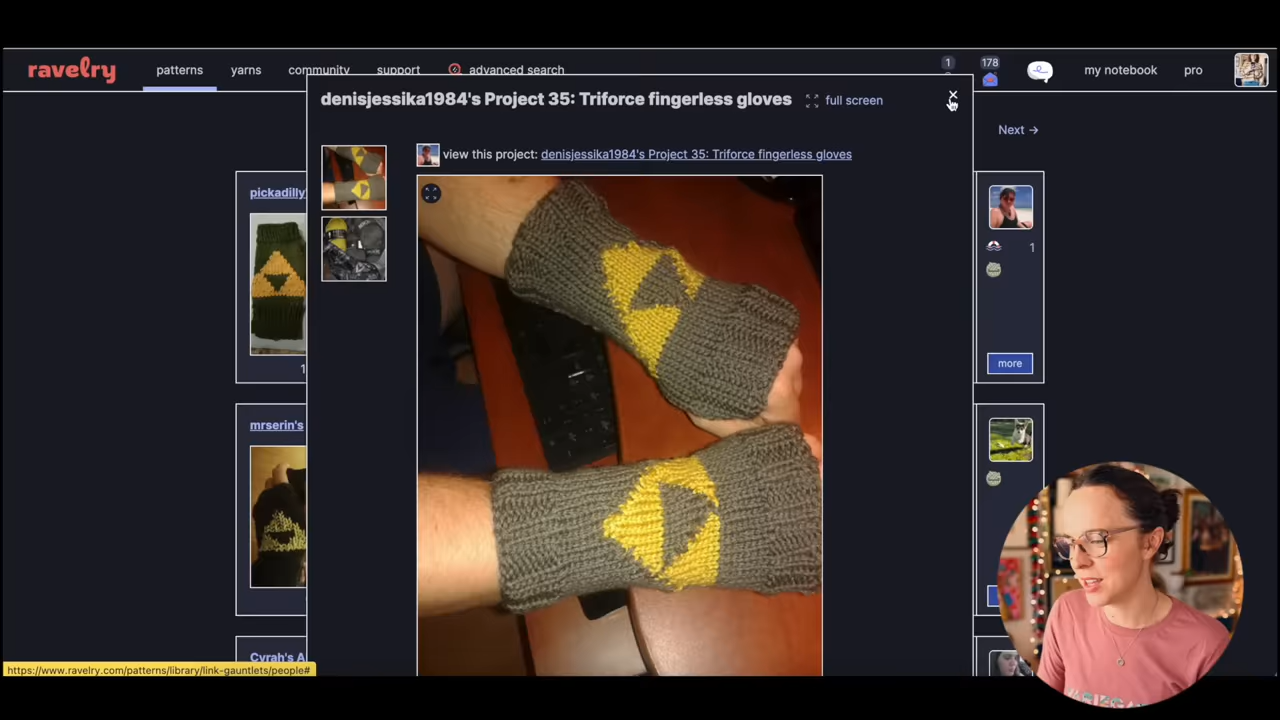 ravelry
patterns
yarns
community
support
advanced search
1
178
my notebook
pro
denisjessika1984's Project 35: Triforce fingerless gloves
full screen
Next →
view this project: denisjessika1984's Project 35: Triforce fingerless gloves
pickadilly
1
1
more
mrserin's
Cyrah's A
https://www.ravelry.com/patterns/library/link-gauntlets/people#